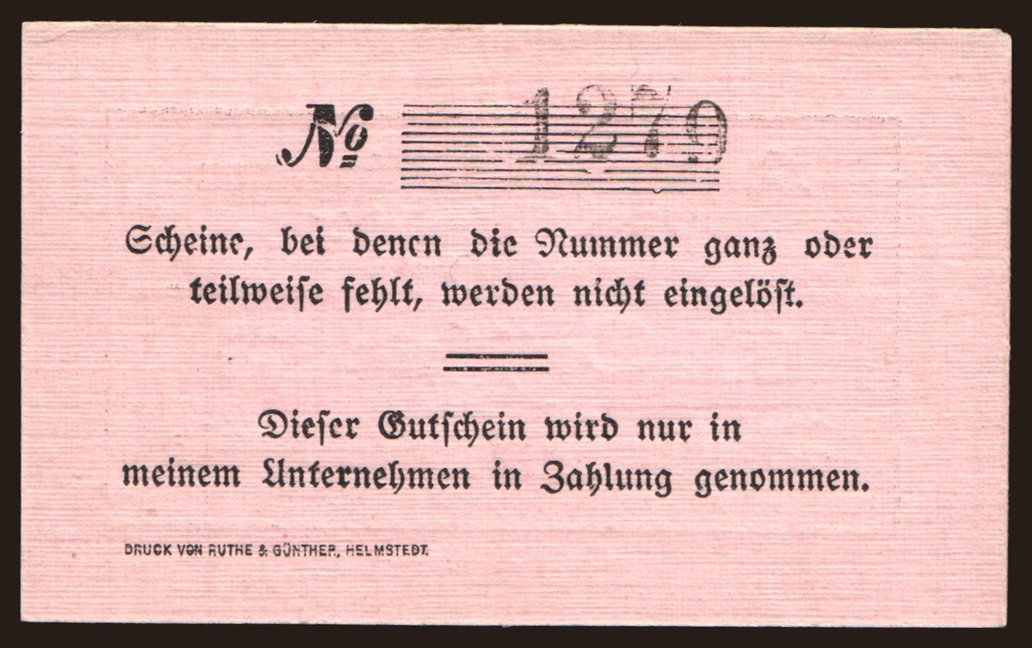 No 1279
Scheine, bei denen die Nummer ganz oder
teilweise fehlt, werden nicht eingelöst.
Dieser Gutschein wird nur in
meinem Unternehmen in Zahlung genommen.
DRUCK VON RUTHE & GÜNTHER, HELMSTEDT.